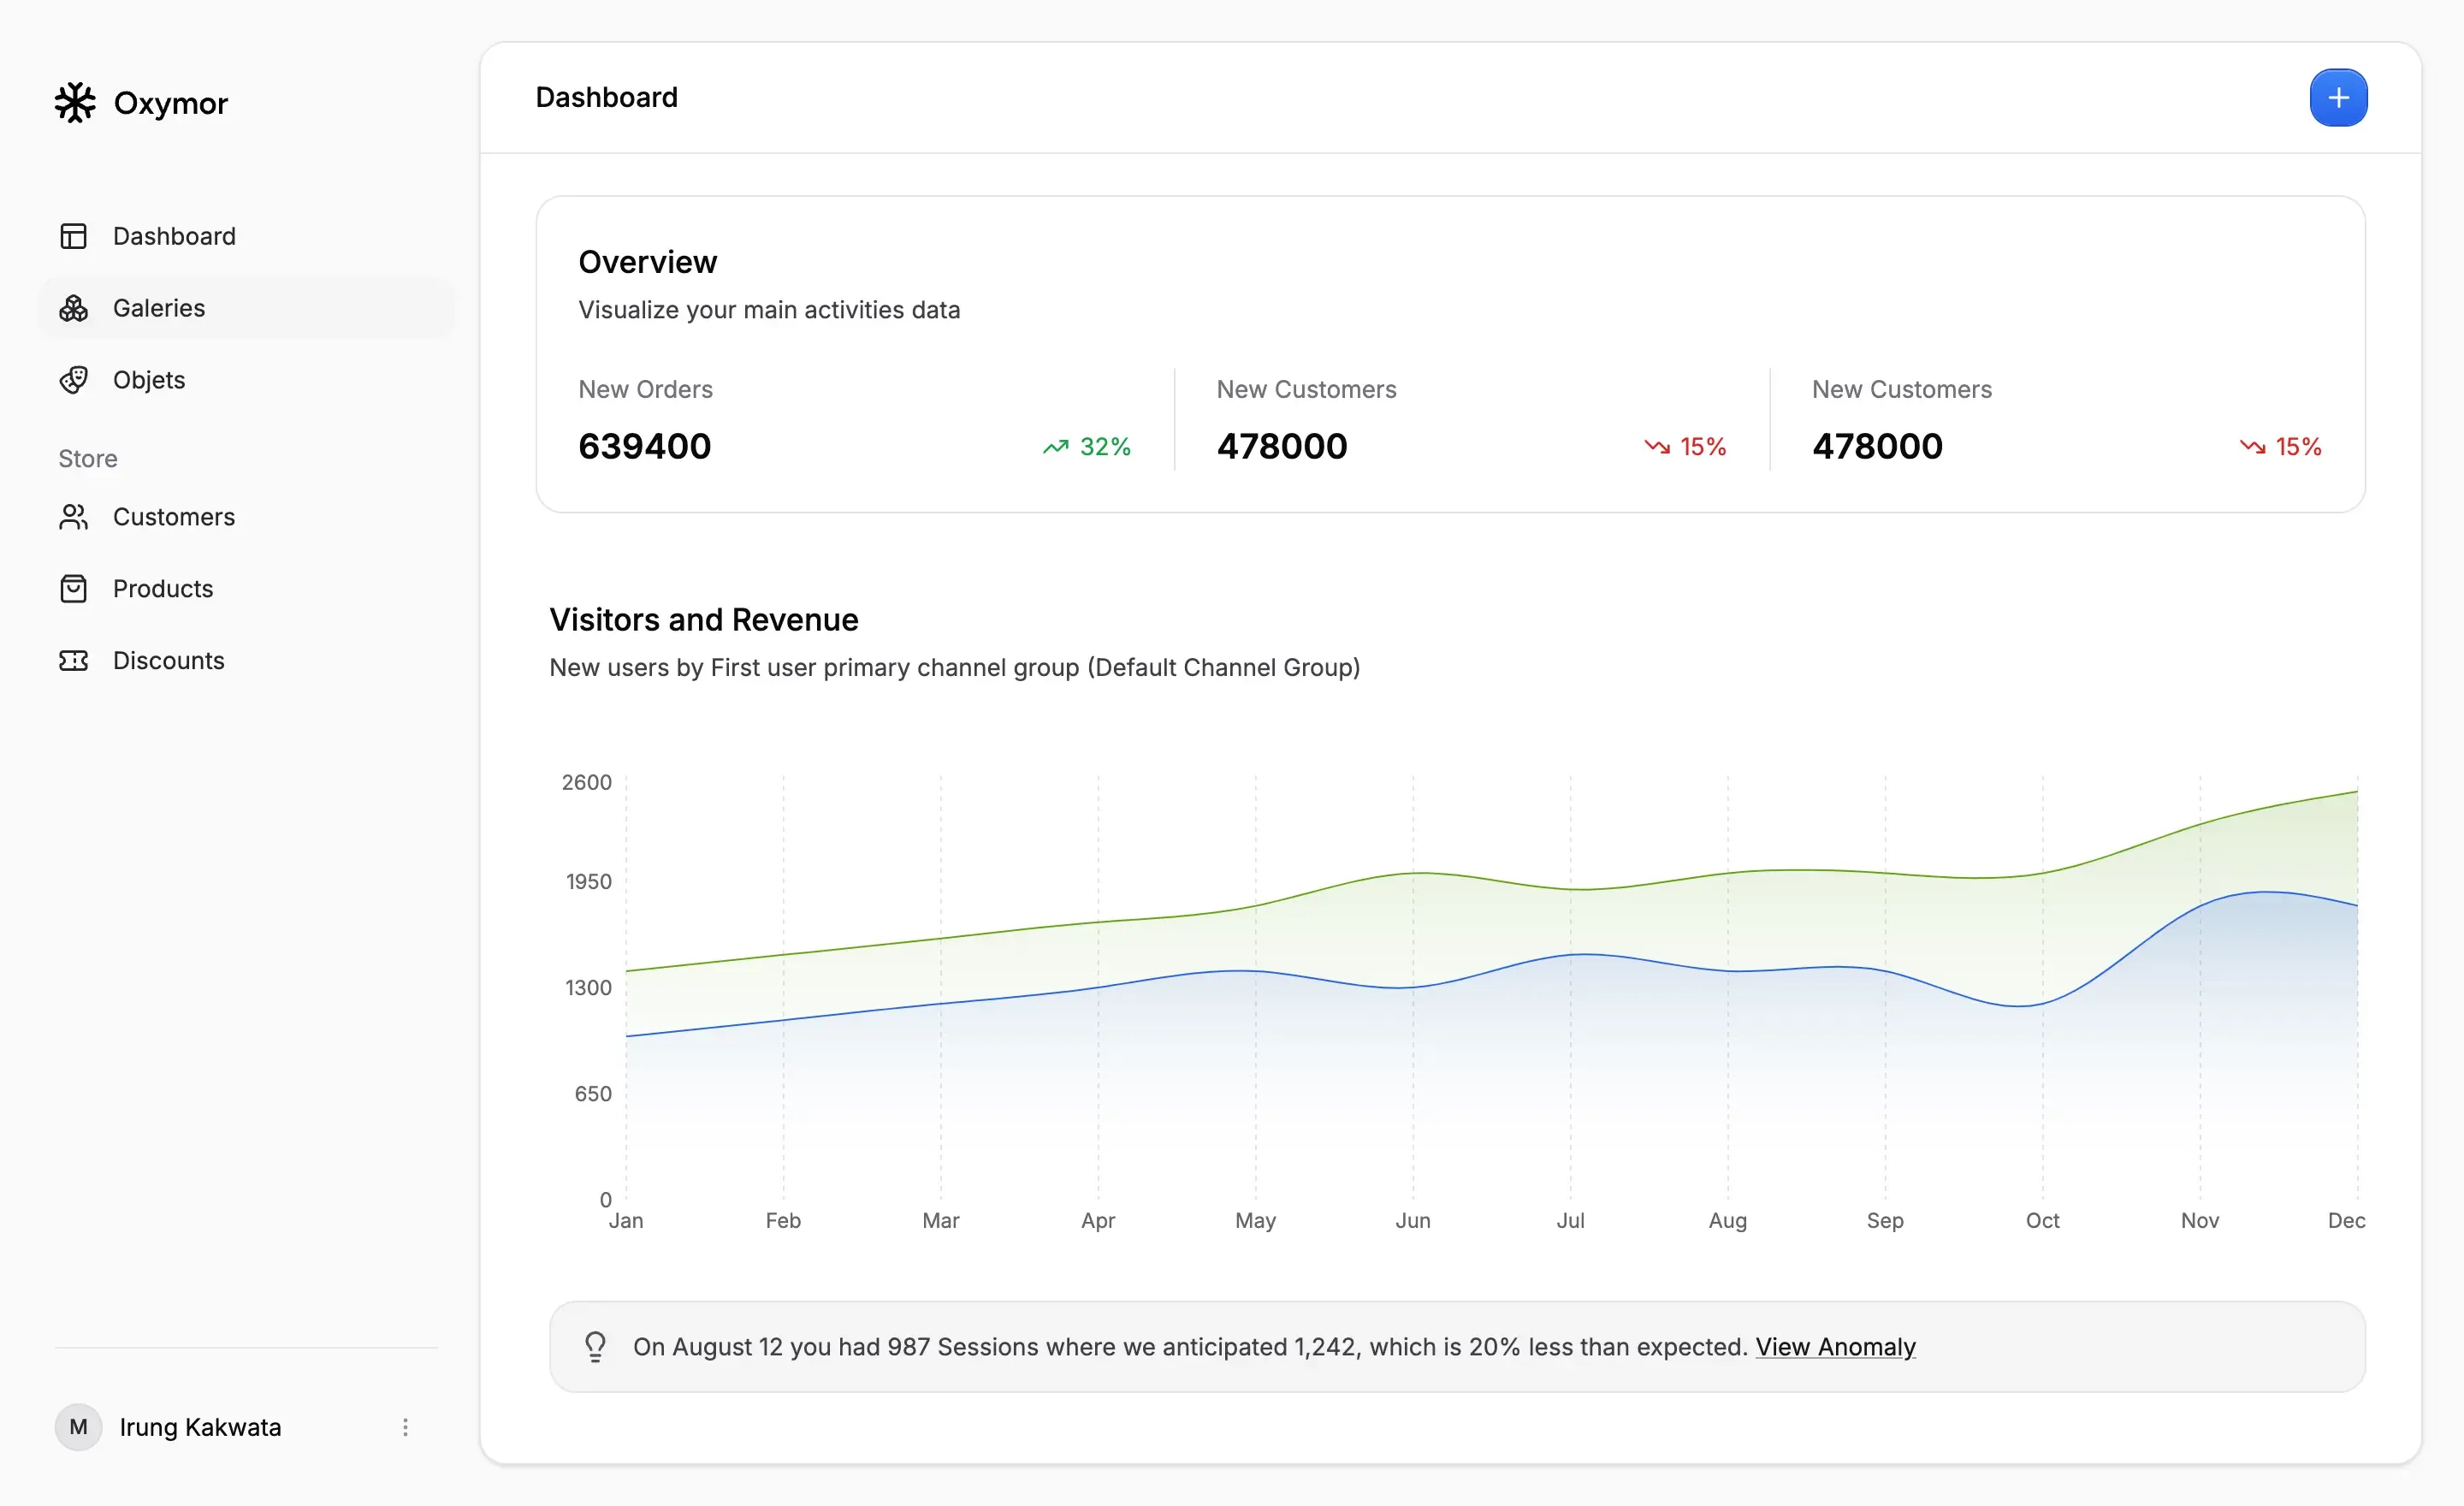 Oxymor
Dashboard
Galeries
Objets
Store
Customers
Products
Discounts
M Irung Kakwata
Dashboard
Overview
Visualize your main activities data
New Orders
639400 32%
New Customers
478000 15%
New Customers
478000 15%
Visitors and Revenue
New users by First user primary channel group (Default Channel Group)
2600
1950
1300
650
0
Jan Feb Mar Apr May Jun Jul Aug Sep Oct Nov Dec
On August 12 you had 987 Sessions where we anticipated 1,242, which is 20% less than expected. View Anomaly